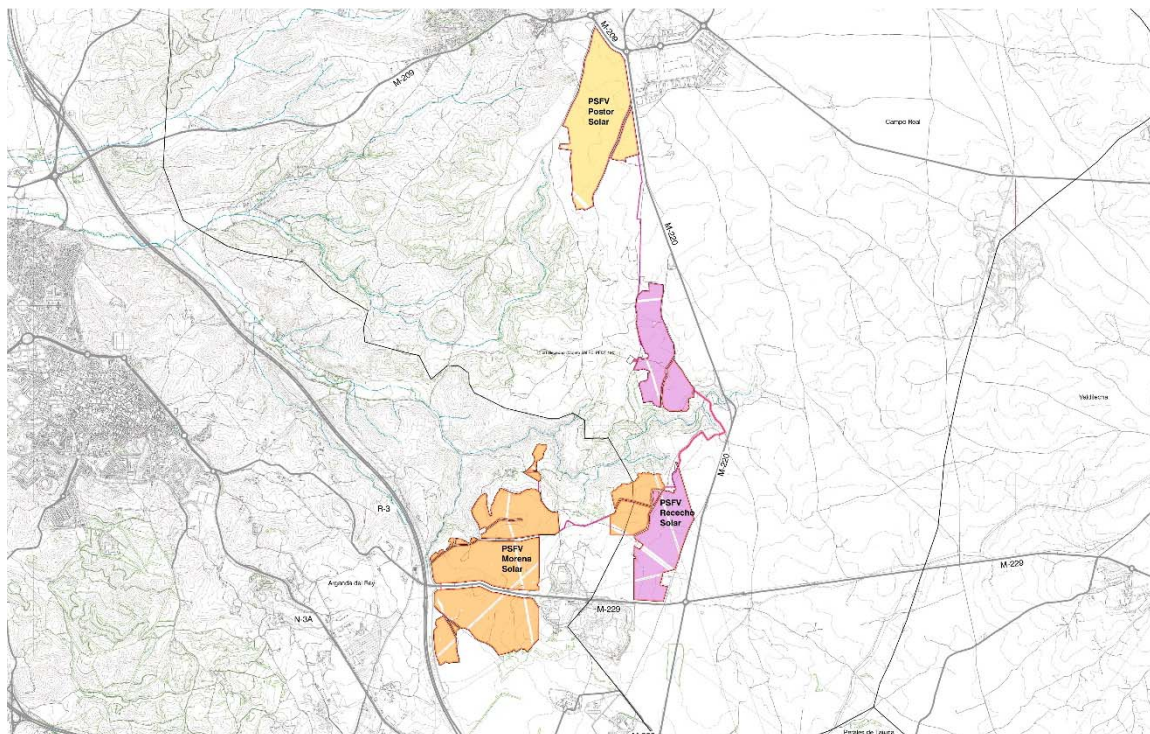 M-209
M-209
PSFV
Postor
Solar
Campo Real
M-220
Valdilecha
M-220
PSFV
Rececho
Solar
R-3
PSFV
Morena
Solar
M-229
Arganda del Rey
M-229
N-3A
Perales de Tajuña